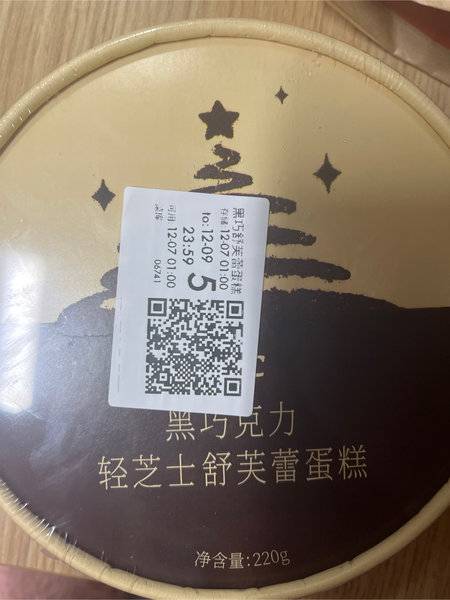 黑巧舒芙蕾蛋糕
存储 12-07 01:00
to: 12-09
23:59
5
可用 12-07 01:00
06741
黑巧克力
轻芝士舒芙蕾蛋糕
净含量:220g